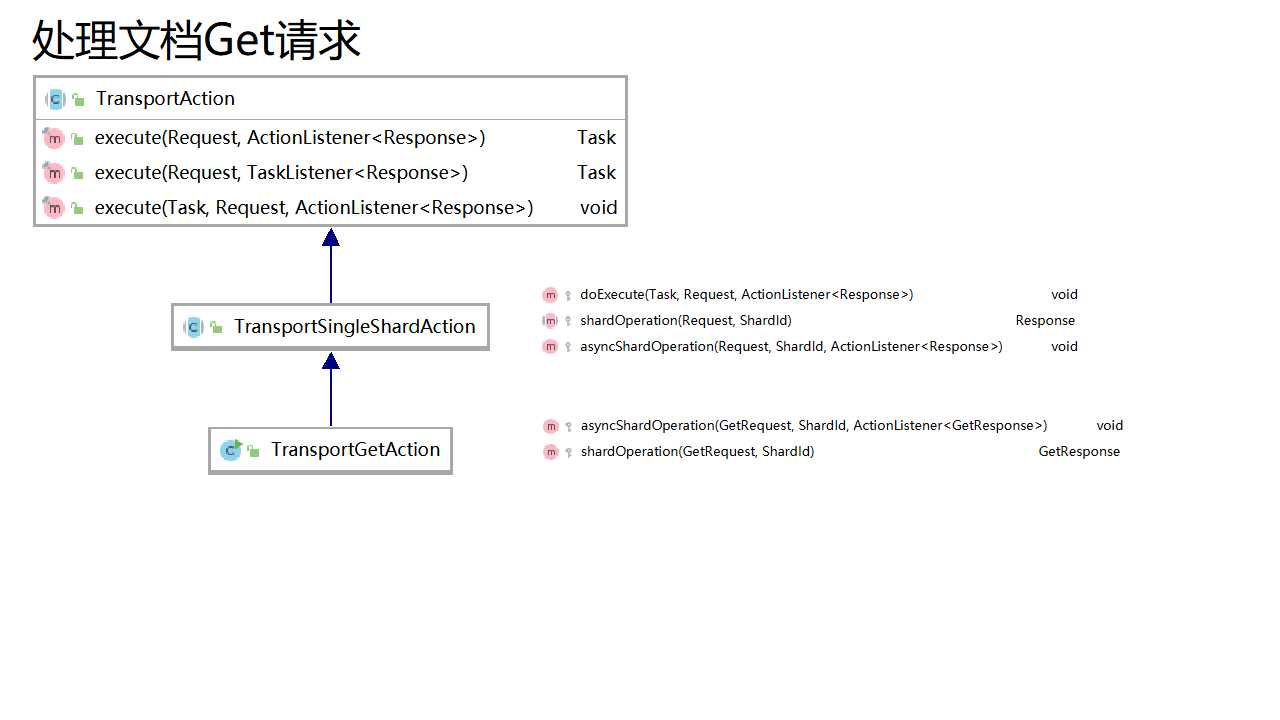 处理文档Get请求
TransportAction
execute(Request, ActionListener<Response>) Task
execute(Request, TaskListener<Response>) Task
execute(Task, Request, ActionListener<Response>) void
TransportSingleShardAction
doExecute(Task, Request, ActionListener<Response>) void
shardOperation(Request, ShardId) Response
asyncShardOperation(Request, ShardId, ActionListener<Response>) void
TransportGetAction
asyncShardOperation(GetRequest, ShardId, ActionListener<GetResponse>) void
shardOperation(GetRequest, ShardId) GetResponse